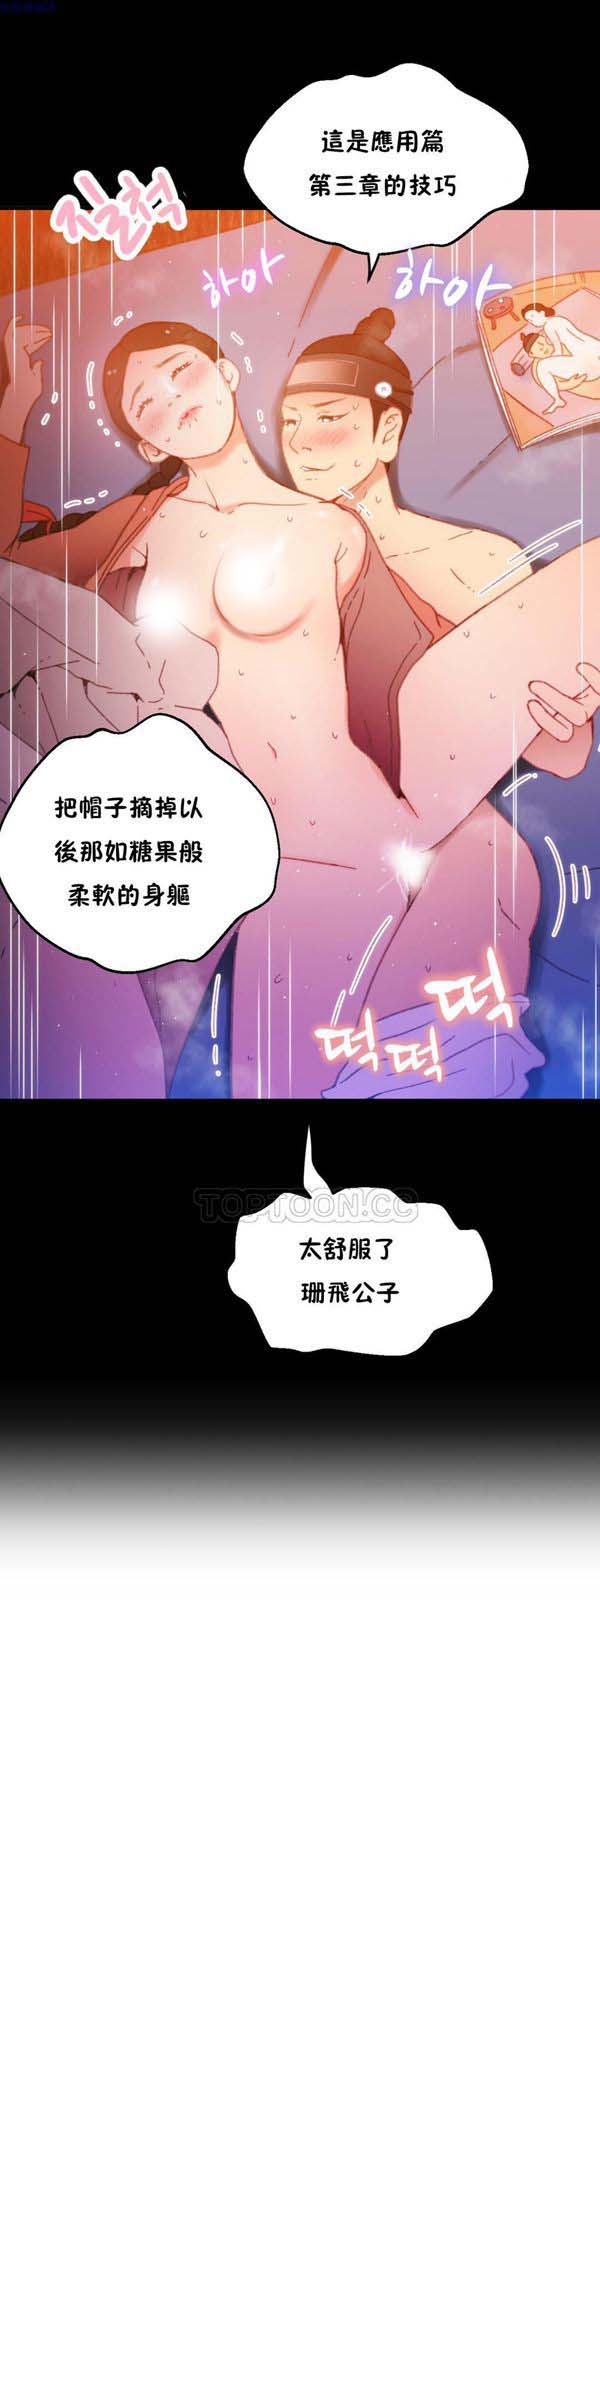 這是應用篇
第三章的技巧
질척
하아
하아
把帽子摘掉以
後那如糖果般
柔軟的身軀
떡
떡
떡
TOPTOON.CC
太舒服了
珊飛公子